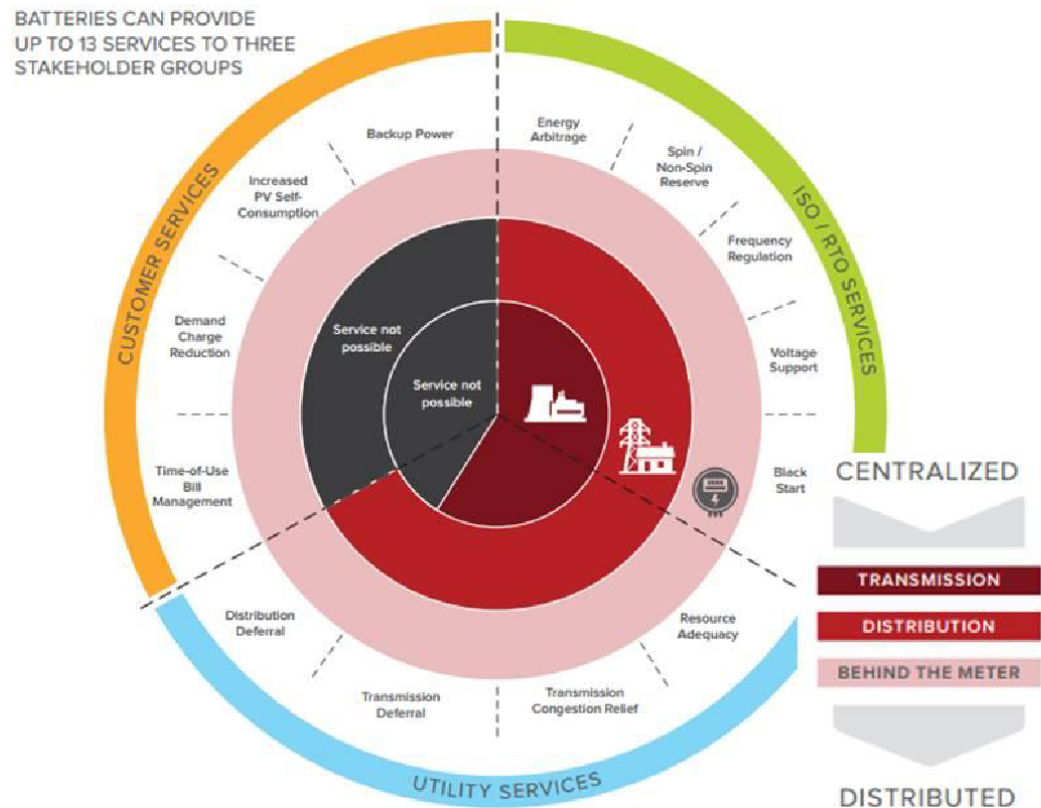 BATTERIES CAN PROVIDE
UP TO 13 SERVICES TO THREE
STAKEHOLDER GROUPS
CUSTOMER SERVICES
ISO / RTO SERVICES
UTILITY SERVICES
Backup Power
Energy
Arbitrage
Spin /
Non-Spin
Reserve
Increased
PV Self-
Consumption
Frequency
Regulation
Demand
Charge
Reduction
Service not
possible
Service not
possible
Voltage
Support
Time-of-Use
Bill
Management
Black
Start
Distribution
Deferral
Resource
Adequacy
Transmission
Deferral
Transmission
Congestion Relief
CENTRALIZED
TRANSMISSION
DISTRIBUTION
BEHIND THE METER
DISTRIBUTED